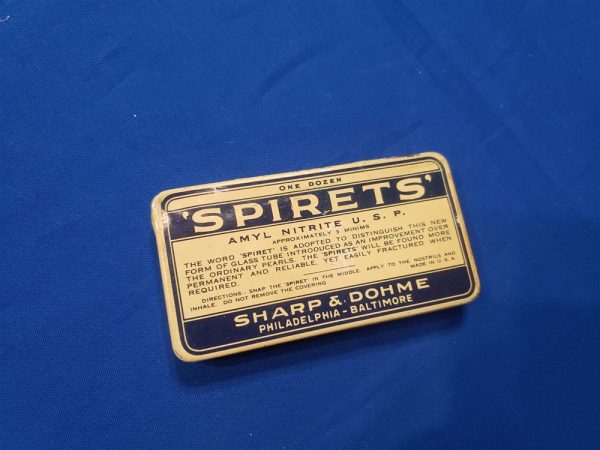 ONE DOZEN
'SPIRETS'
AMYL NITRITE U. S. P.
APPROXIMATELY 5 MINIMS
THE WORD 'SPIRET' IS ADOPTED TO DISTINGUISH THIS NEW
FORM OF GLASS TUBE INTRODUCED AS AN IMPROVEMENT OVER
THE ORDINARY PEARLS. THE 'SPIRETS' WILL BE FOUND MORE
PERMANENT AND RELIABLE, YET EASILY FRACTURED WHEN
REQUIRED.
DIRECTIONS:- SNAP THE 'SPIRET' IN THE MIDDLE. APPLY TO THE NOSTRILS AND
INHALE. DO NOT REMOVE THE COVERING. MADE IN U.S.A.
SHARP & DOHME
PHILADELPHIA - BALTIMORE